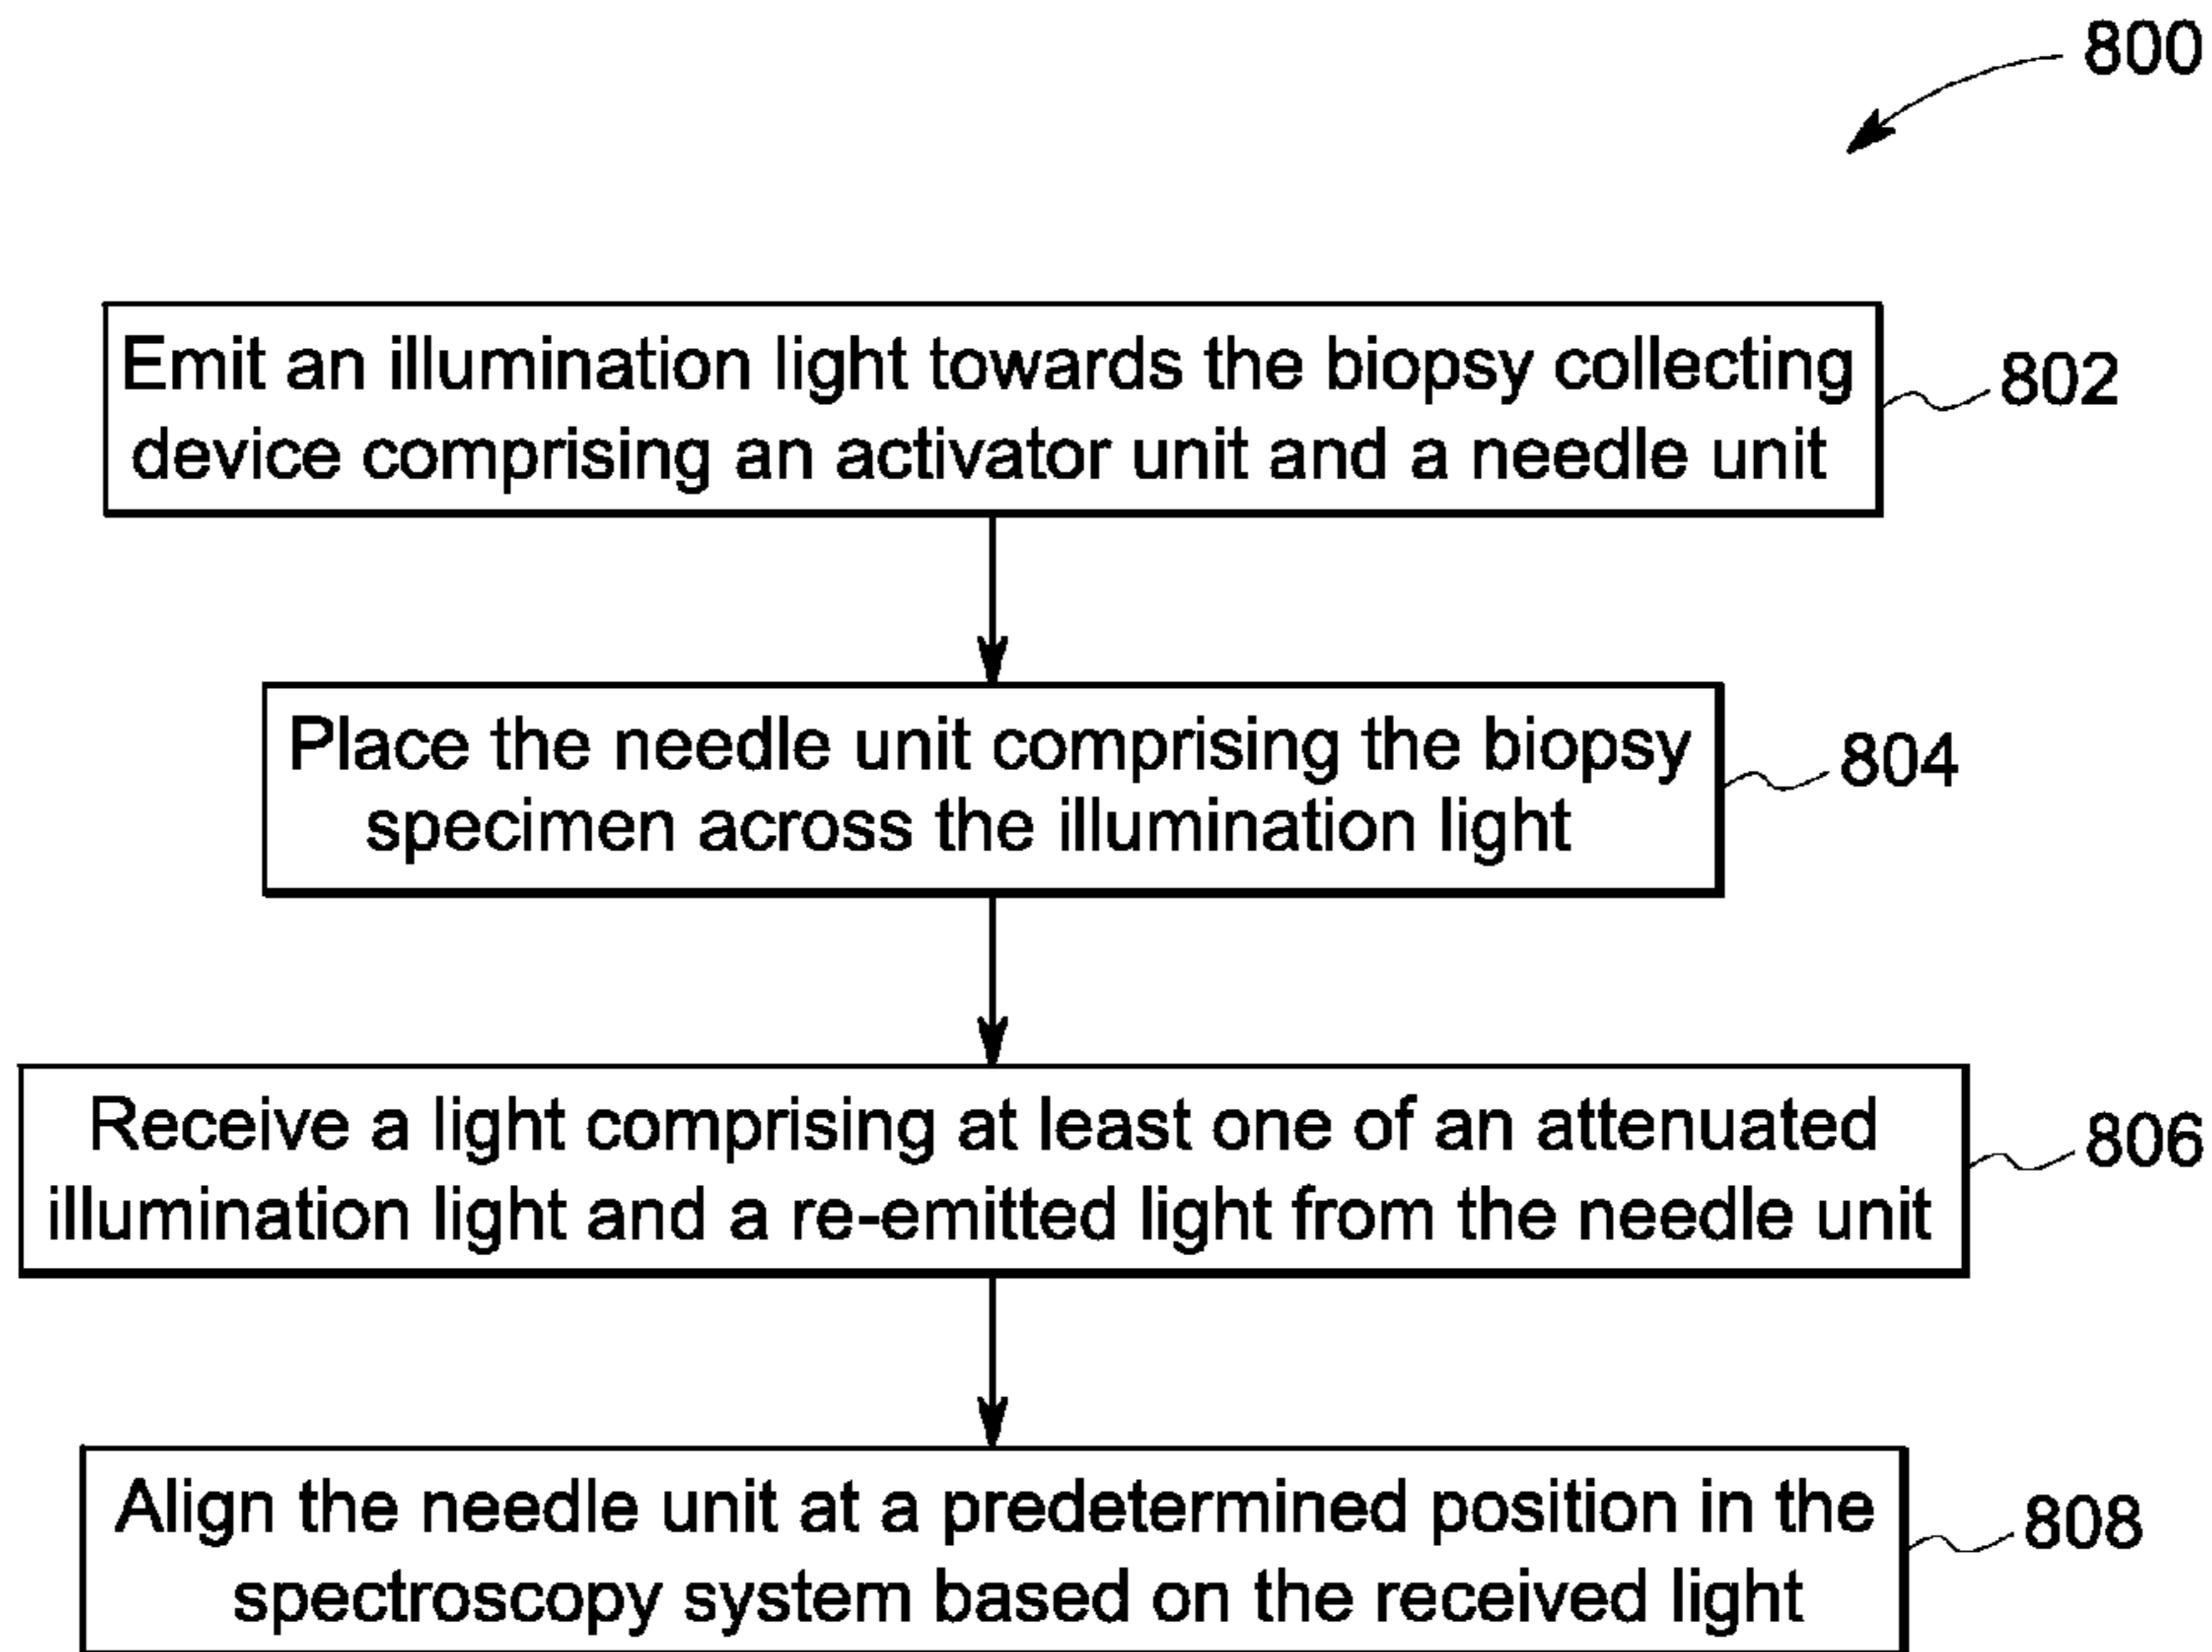 800
Emit an illumination light towards the biopsy collecting
device comprising an activator unit and a needle unit
802
Place the needle unit comprising the biopsy
specimen across the illumination light
804
Receive a light comprising at least one of an attenuated
illumination light and a re-emitted light from the needle unit
806
Align the needle unit at a predetermined position in the
spectroscopy system based on the received light
808